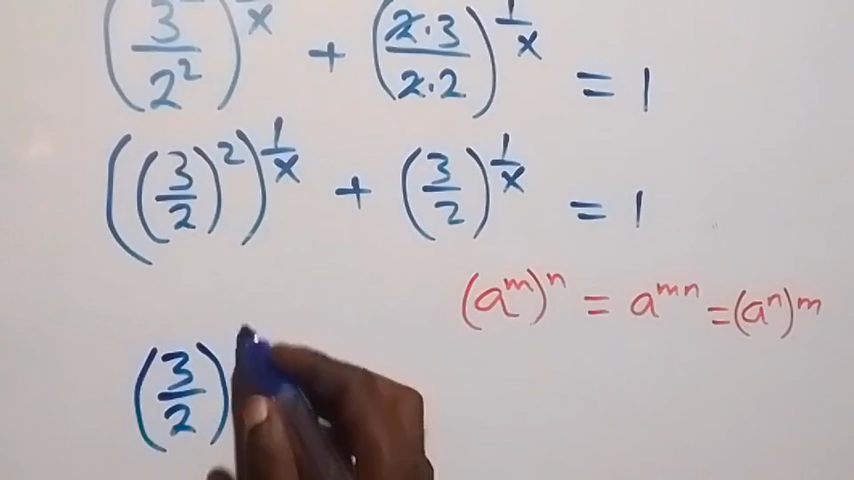 (3²/2²)^(1/x) + (2·3/2·2)^(1/x) = 1
((3/2)²)^(1/x) + (3/2)^(1/x) = 1
(a^m)^n = a^mn = (a^n)^m
(3/2)